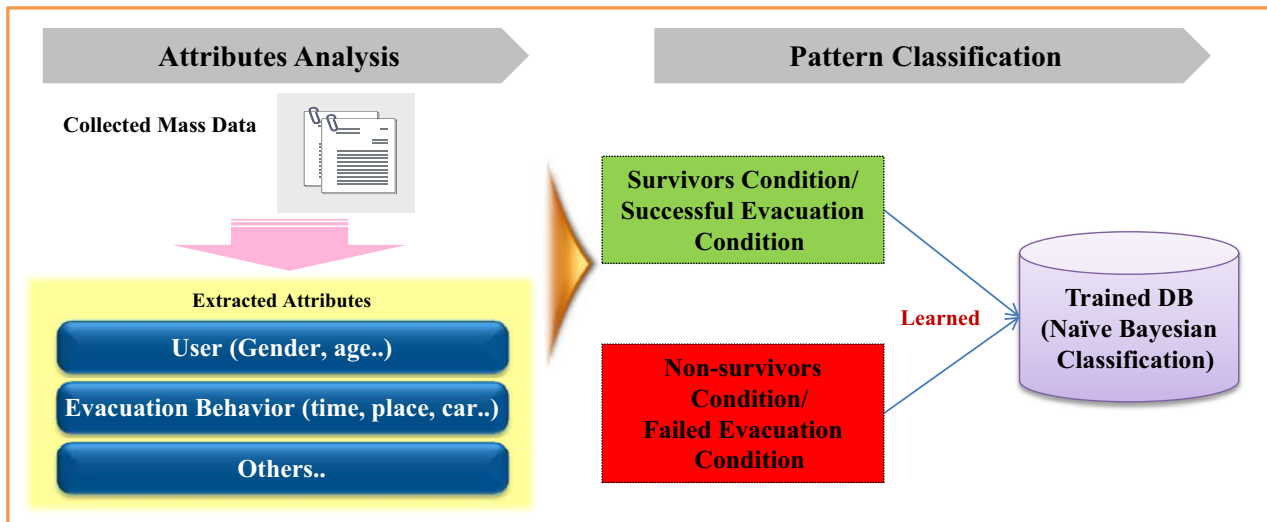 Attributes Analysis
Collected Mass Data
Extracted Attributes
User (Gender, age..)
Evacuation Behavior (time, place, car..)
Others..
Pattern Classification
Survivors Condition/
Successful Evacuation
Condition
Non-survivors
Condition/
Failed Evacuation
Condition
Learned
Trained DB
(Naïve Bayesian
Classification)